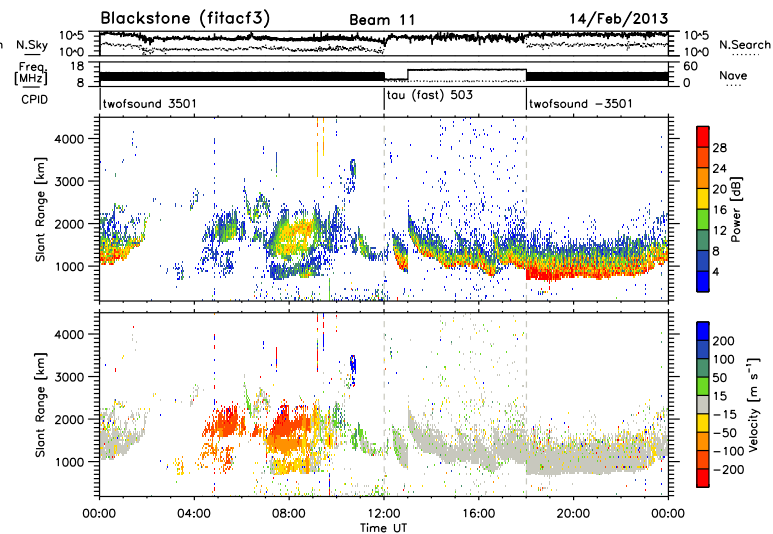 Blackstone (fitacf3) Beam 11 14/Feb/2013
n N.Sky 10^5 10^5 N.Search
10^0 10^0
Freq. 18 60 Nave
[MHz] 8 0
CPID twofsound 3501 tau (fast) 503 twofsound -3501
Slant Range [km]
4000
3000
2000
1000
28
24
20
16
12
8
4
Power [dB]
Slant Range [km]
4000
3000
2000
1000
200
100
50
15
-15
-50
-100
-200
Velocity [m s⁻¹]
00:00 04:00 08:00 12:00 16:00 20:00 00:00
Time UT